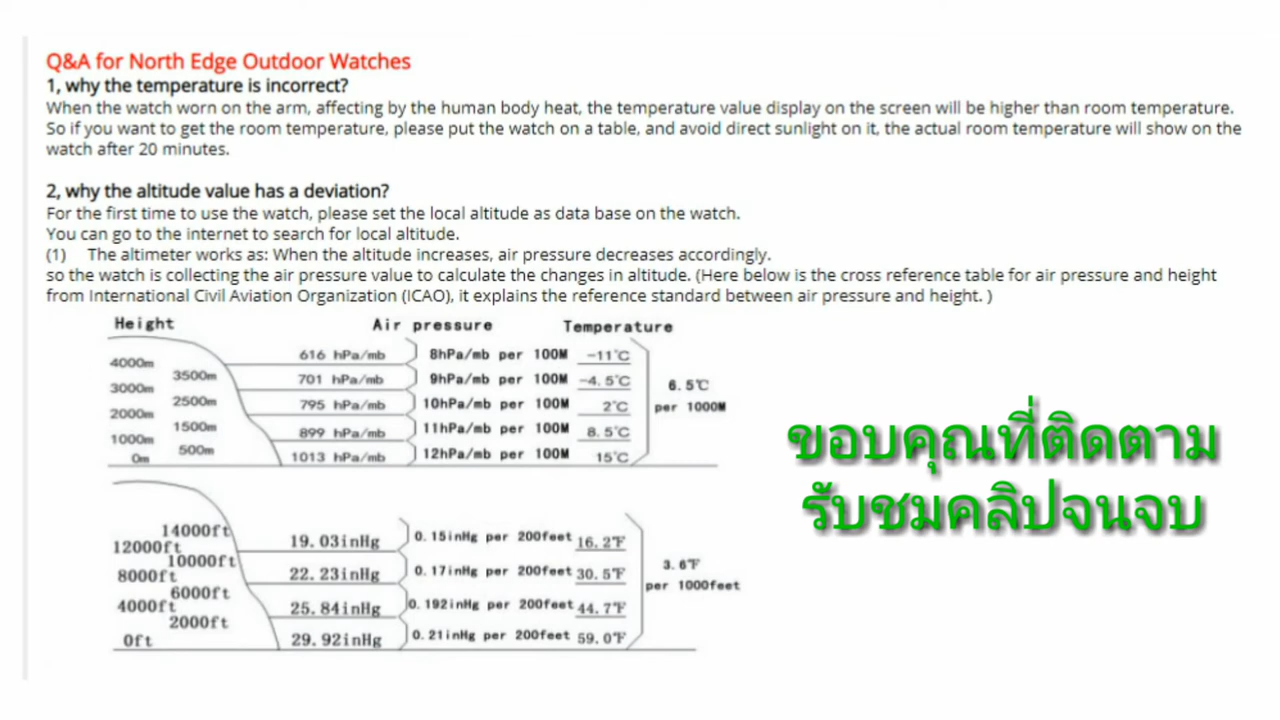 Q&A for North Edge Outdoor Watches
1, why the temperature is incorrect?
When the watch worn on the arm, affecting by the human body heat, the temperature value display on the screen will be higher than room temperature.
So if you want to get the room temperature, please put the watch on a table, and avoid direct sunlight on it, the actual room temperature will show on the
watch after 20 minutes.
2, why the altitude value has a deviation?
For the first time to use the watch, please set the local altitude as data base on the watch.
You can go to the internet to search for local altitude.
(1) The altimeter works as: When the altitude increases, air pressure decreases accordingly.
so the watch is collecting the air pressure value to calculate the changes in altitude. (Here below is the cross reference table for air pressure and height
from International Civil Aviation Organization (ICAO), it explains the reference standard between air pressure and height. )
Height Air pressure Temperature
4000m 616 hPa/mb 8hPa/mb per 100M -11℃
3500m
3000m 701 hPa/mb 9hPa/mb per 100M -4.5℃ 6.5℃
2500m
2000m 795 hPa/mb 10hPa/mb per 100M 2℃ per 1000M
1500m
1000m 899 hPa/mb 11hPa/mb per 100M 8.5℃
500m
0m 1013 hPa/mb 12hPa/mb per 100M 15℃
ขอบคุณที่ติดตาม
รับชมคลิปจนจบ
14000ft
12000ft 19.03inHg 0.15inHg per 200feet 16.2℉
10000ft
8000ft 22.23inHg 0.17inHg per 200feet 30.5℉ 3.6℉
6000ft per 1000feet
4000ft 25.84inHg 0.192inHg per 200feet 44.7℉
2000ft
0ft 29.92inHg 0.21inHg per 200feet 59.0℉